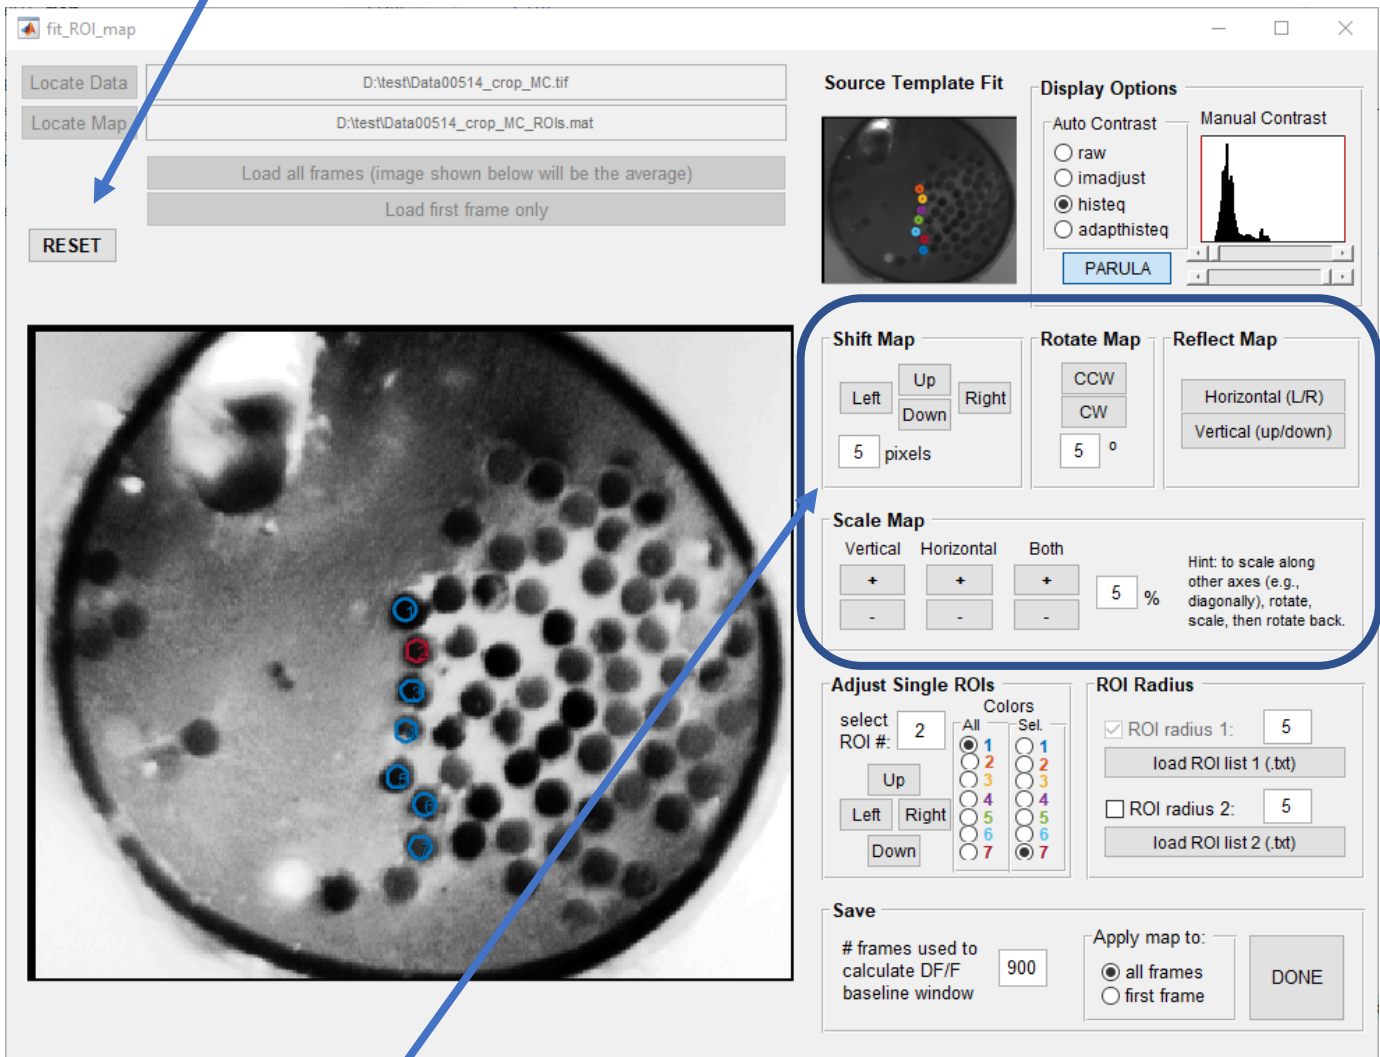 fit_ROI_map
Locate Data
D:\test\Data00514_crop_MC.tif
Locate Map
D:\test\Data00514_crop_MC_ROIs.mat
Load all frames (image shown below will be the average)
Load first frame only
RESET
Source Template Fit
Display Options
Auto Contrast
raw
imadjust
histeq
adapthisteq
PARULA
Manual Contrast
1
2
3
4
5
6
7
Shift Map
Up
Left
Right
Down
5 pixels
Rotate Map
CCW
CW
5 °
Reflect Map
Horizontal (L/R)
Vertical (up/down)
Scale Map
Vertical Horizontal Both
+ + +
- - -
5 %
Hint: to scale along
other axes (e.g.,
diagonally), rotate,
scale, then rotate back.
Adjust Single ROIs
select
ROI #: 2
Up
Left Right
Down
Colors
All Sel.
1 1
2 2
3 3
4 4
5 5
6 6
7 7
ROI Radius
ROI radius 1: 5
load ROI list 1 (.txt)
ROI radius 2: 5
load ROI list 2 (.txt)
Save
# frames used to
calculate DF/F
baseline window
900
Apply map to:
all frames
first frame
DONE